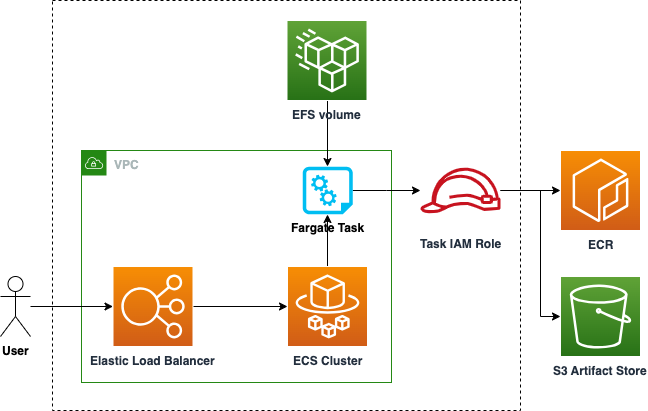 EFS volume
VPC
Fargate Task
Task IAM Role
ECR
User
Elastic Load Balancer
ECS Cluster
S3 Artifact Store